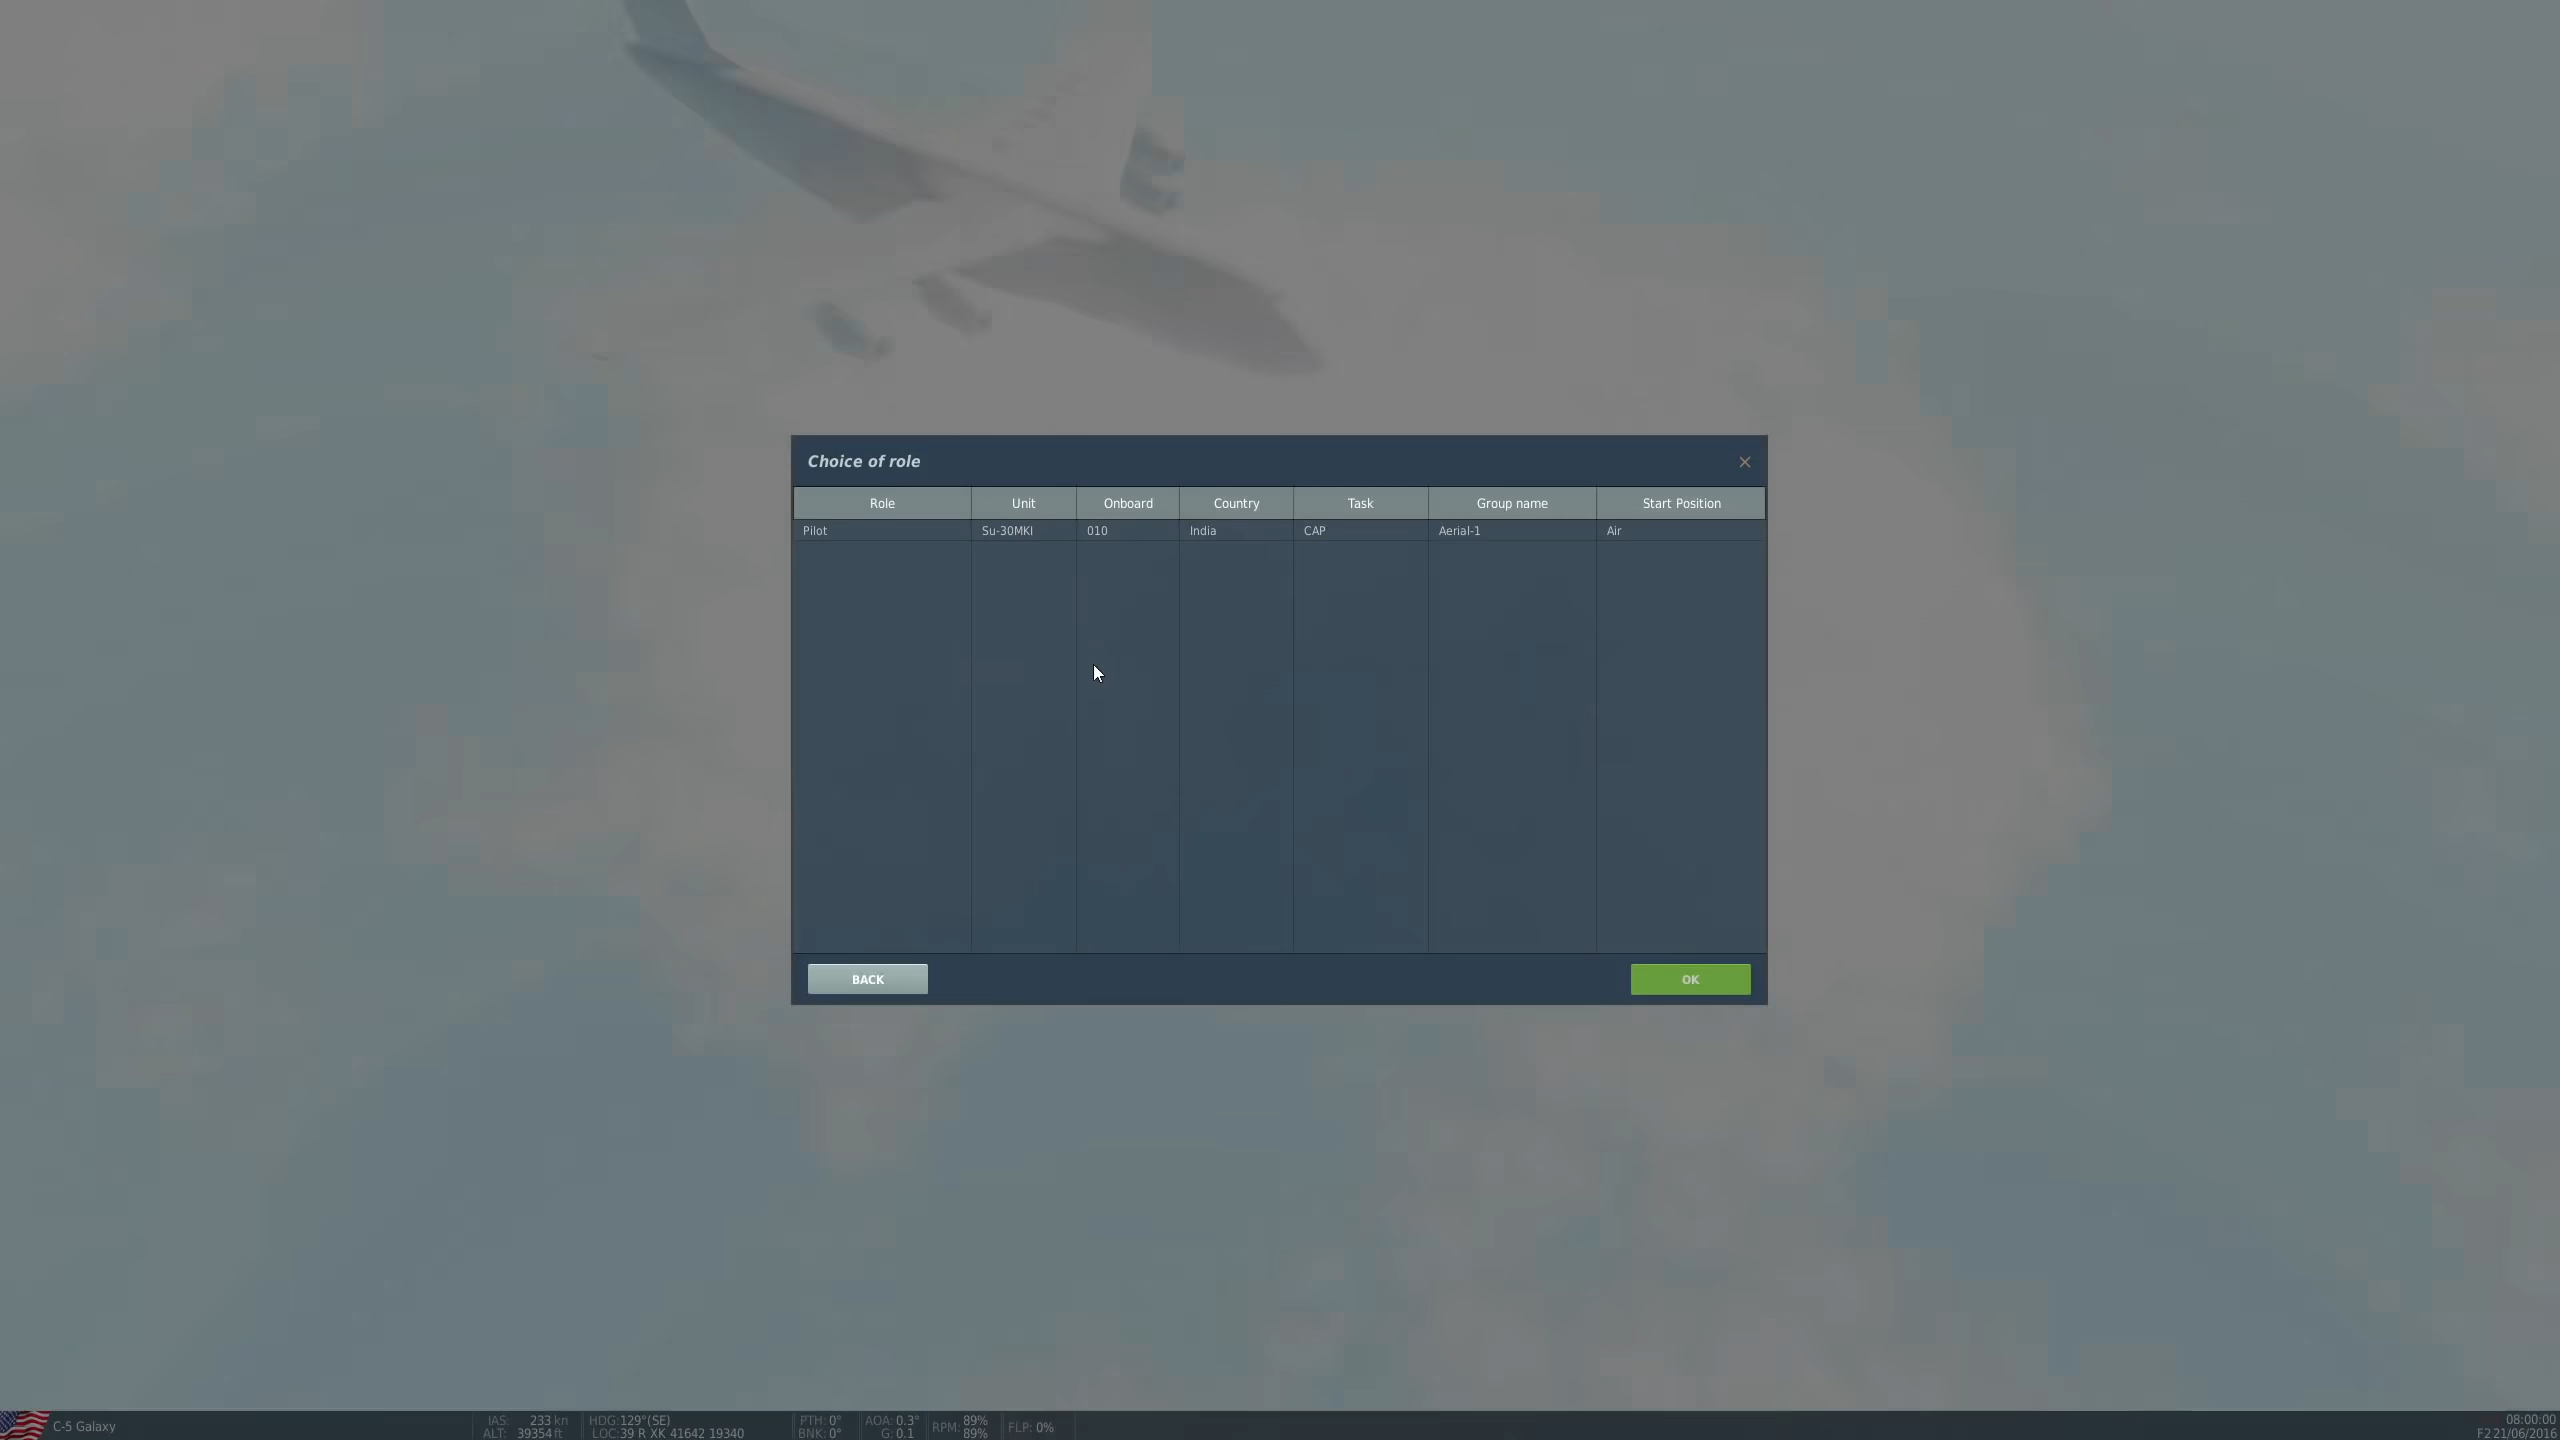 Choice of role
Role Unit Onboard Country Task Group name Start Position
Pilot Su-30MKI 010 India CAP Aerial-1 Air
BACK OK
C-5 Galaxy IAS: 233 kn HDG:129°(SE) PTH: 0° AOA: 0.3° RPM: 89% FLP: 0% 08:00:00
ALT: 39354 ft LOC:39 R XK 41642 19340 BNK: 0° G: 0.1 89% F2 21/06/2016